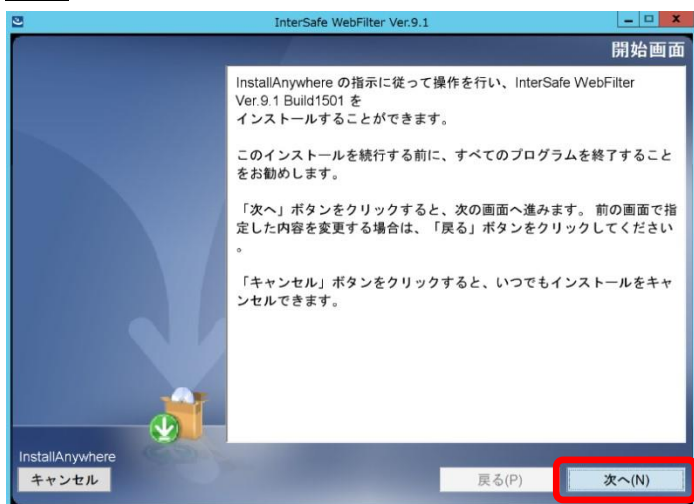 InterSafe WebFilter Ver.9.1
開始画面
InstallAnywhere の指示に従って操作を行い、InterSafe WebFilter
Ver.9.1 Build1501 を
インストールすることができます。
このインストールを続行する前に、すべてのプログラムを終了すること
をお勧めします。
「次へ」ボタンをクリックすると、次の画面へ進みます。 前の画面で指
定した内容を変更する場合は、「戻る」ボタンをクリックしてください
。
「キャンセル」ボタンをクリックすると、いつでもインストールをキャ
ンセルできます。
InstallAnywhere
キャンセル
戻る(P)
次へ(N)